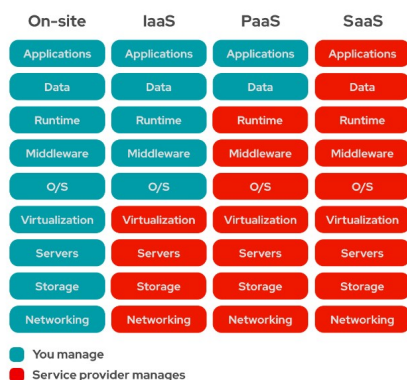 On-site IaaS PaaS SaaS
Applications Applications Applications Applications
Data Data Data Data
Runtime Runtime Runtime Runtime
Middleware Middleware Middleware Middleware
O/S O/S O/S O/S
Virtualization Virtualization Virtualization Virtualization
Servers Servers Servers Servers
Storage Storage Storage Storage
Networking Networking Networking Networking
You manage
Service provider manages